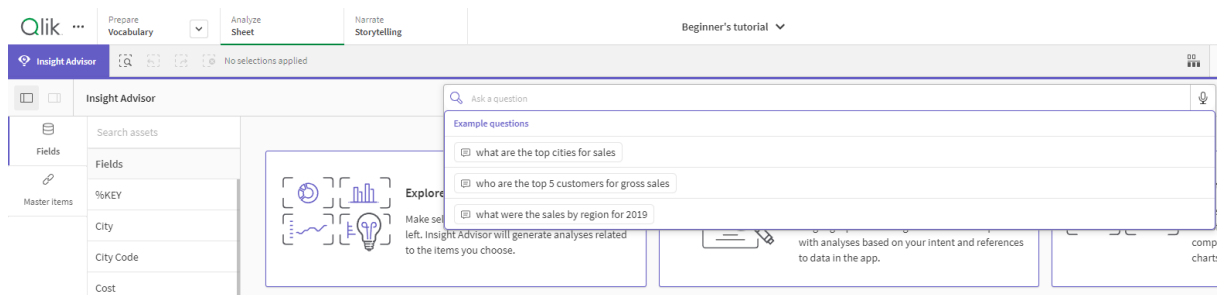 Qlik
Prepare
Vocabulary
Analyze
Sheet
Narrate
Storytelling
Beginner's tutorial
Insight Advisor
No selections applied
Insight Advisor
Ask a question
Fields
Master items
Search assets
Fields
%KEY
City
City Code
Cost
Example questions
what are the top cities for sales
who are the top 5 customers for gross sales
what were the sales by region for 2019
Explore
Make sel
left. Insight Advisor will generate analyses related
to the items you choose.
with analyses based on your intent and references
to data in the app.
comp
charts